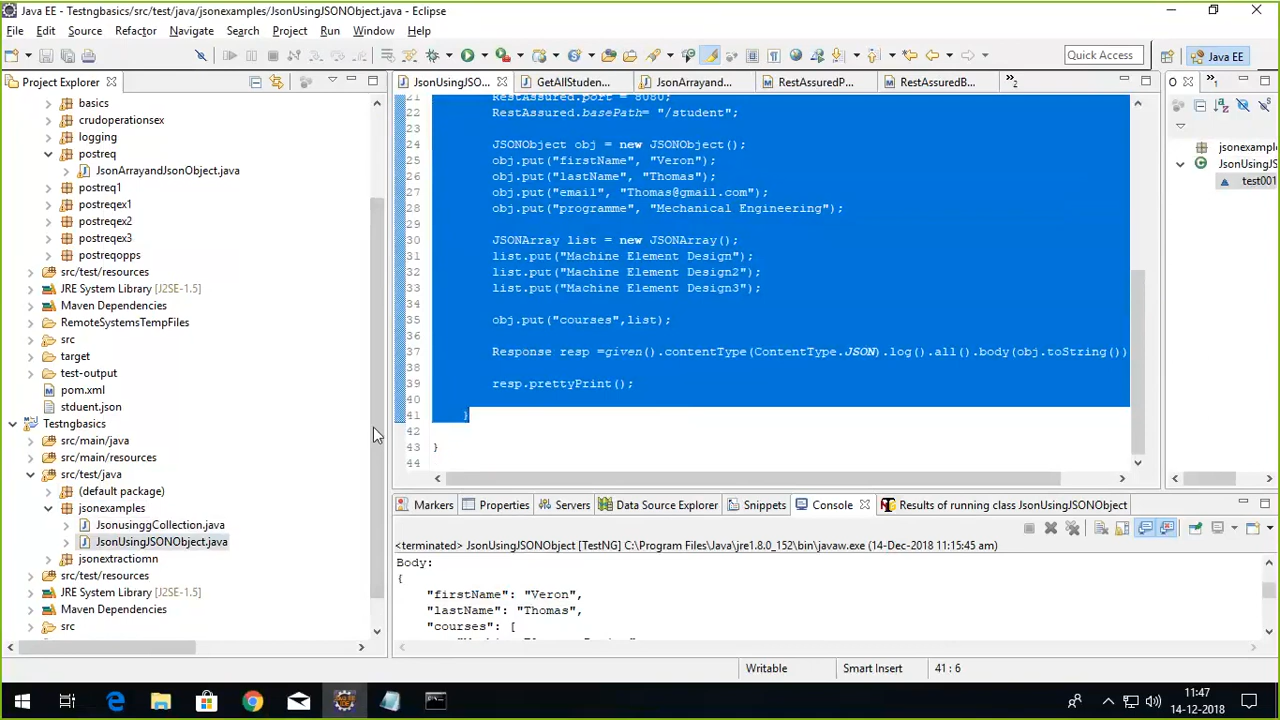 Java EE - Testngbasics/src/test/java/jsonexamples/JsonUsingJSONObject.java - Eclipse
File Edit Source Refactor Navigate Search Project Run Window Help
Quick Access
Java EE
Project Explorer
basics
crudoperationsex
logging
postreq
JsonArrayandJsonObject.java
postreq1
postreqex1
postreqex2
postreqex3
postreqopps
src/test/resources
JRE System Library [J2SE-1.5]
Maven Dependencies
RemoteSystemsTempFiles
src
target
test-output
pom.xml
stduent.json
Testngbasics
src/main/java
src/main/resources
src/test/java
(default package)
jsonexamples
JsonusinggCollection.java
JsonUsingJSONObject.java
jsonextractionmn
src/test/resources
JRE System Library [J2SE-1.5]
Maven Dependencies
src
JsonUsingJSO... GetAllStuden... JsonArrayand... RestAssuredP... RestAssuredB... »2
21 RestAssured.port = 8080;
22 RestAssured.basePath= "/student";
23
24 JSONObject obj = new JSONObject();
25 obj.put("firstName", "Veron");
26 obj.put("lastName", "Thomas");
27 obj.put("email", "Thomas@gmail.com");
28 obj.put("programme", "Mechanical Engineering");
29
30 JSONArray list = new JSONArray();
31 list.put("Machine Element Design");
32 list.put("Machine Element Design2");
33 list.put("Machine Element Design3");
34
35 obj.put("courses",list);
36
37 Response resp =given().contentType(ContentType.JSON).log().all().body(obj.toString())
38
39 resp.prettyPrint();
40
41 }
42
43 }
44
O »1
jsonexampl
JsonUsingJS
test001
Markers Properties Servers Data Source Explorer Snippets Console Results of running class JsonUsingJSONObject
<terminated> JsonUsingJSONObject [TestNG] C:\Program Files\Java\jre1.8.0_152\bin\javaw.exe (14-Dec-2018 11:15:45 am)
Body:
{
"firstName": "Veron",
"lastName": "Thomas",
"courses": [
Writable Smart Insert 41 : 6
11:47
14-12-2018